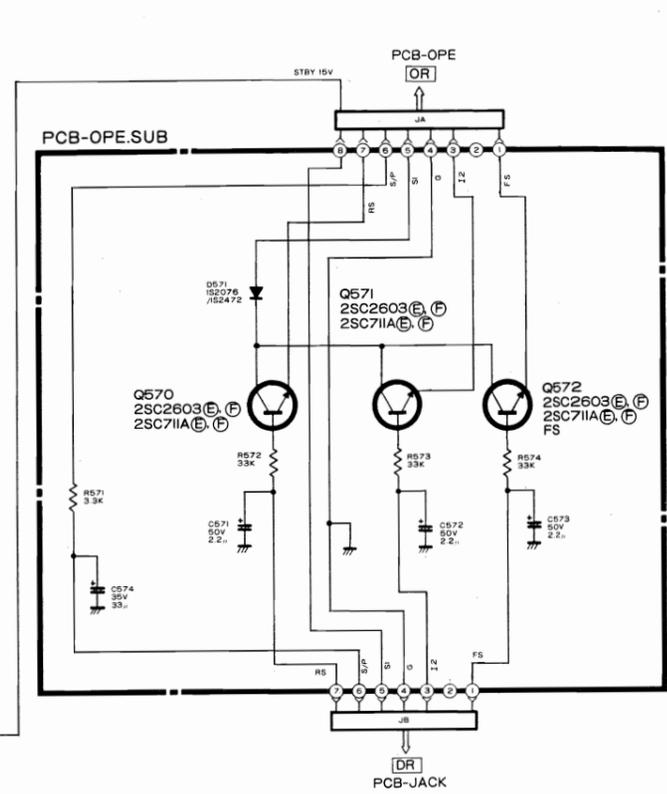 PCB-OPE
OR
STBY 15V
JA
PCB-OPE.SUB
8 7 6 5 4 3 2 1
RS
S/P
SI
G
I2
FS
D571
IS2076
/IS2472
Q571
2SC2603Ⓔ,Ⓕ
2SC711AⒺ,Ⓕ
Q570
2SC2603Ⓔ,Ⓕ
2SC711AⒺ,Ⓕ
Q572
2SC2603Ⓔ,Ⓕ
2SC711AⒺ,Ⓕ
FS
R572
33K
R573
33K
R574
33K
R571
3.3K
C571
50V
2.2μ
C572
50V
2.2μ
C573
50V
2.2μ
C574
35V
33μ
RS
S/P
SI
G
I2
FS
7 6 5 4 3 2 1
JB
DR
PCB-JACK